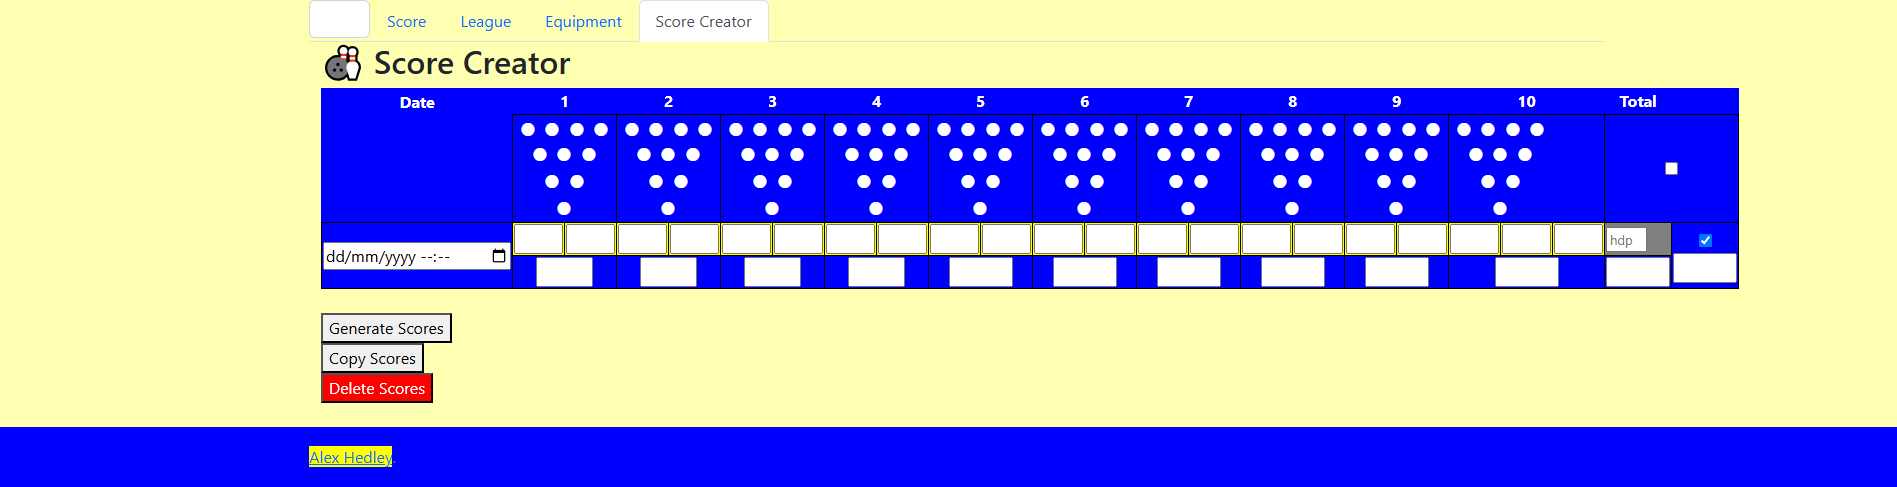 Score League Equipment Score Creator
Score Creator
Date 1 2 3 4 5 6 7 8 9 10 Total
hdp
dd/mm/yyyy --:--
Generate Scores
Copy Scores
Delete Scores
Alex Hedley.